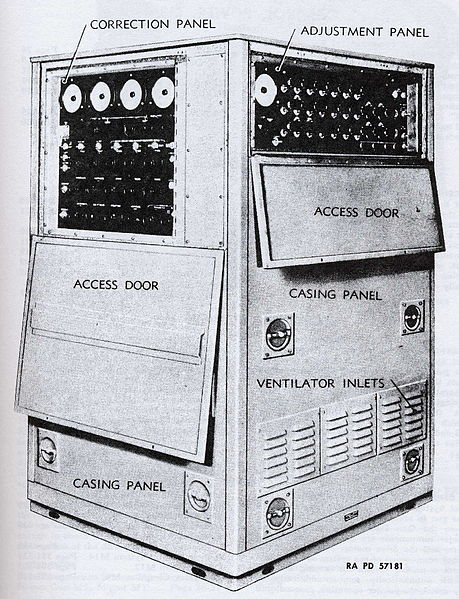 CORRECTION PANEL
ADJUSTMENT PANEL
ACCESS DOOR
ACCESS DOOR
CASING PANEL
VENTILATOR INLETS
CASING PANEL
RA PD 57181